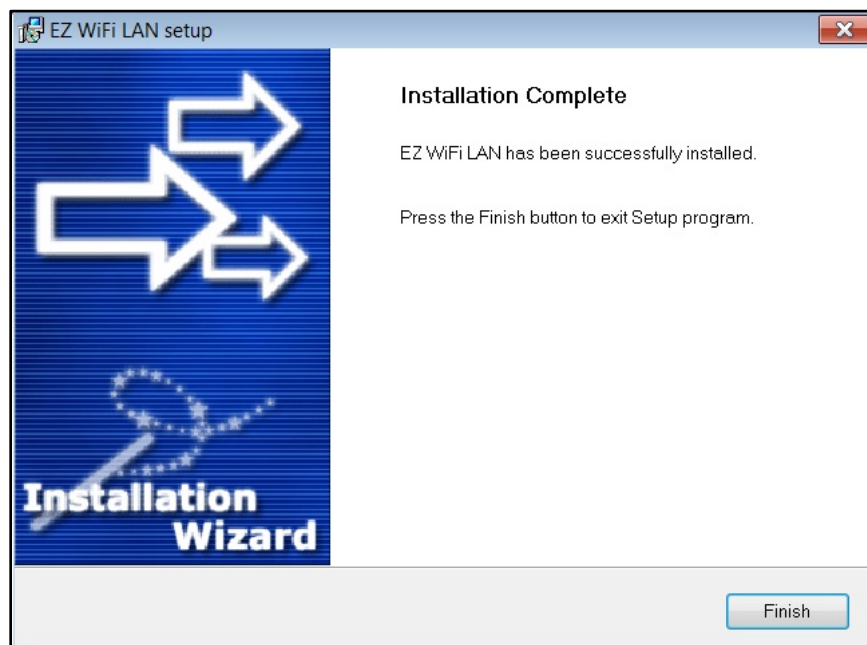 EZ WiFi LAN setup
Installation Complete
EZ WiFi LAN has been successfully installed.
Press the Finish button to exit Setup program.
Installation
Wizard
Finish